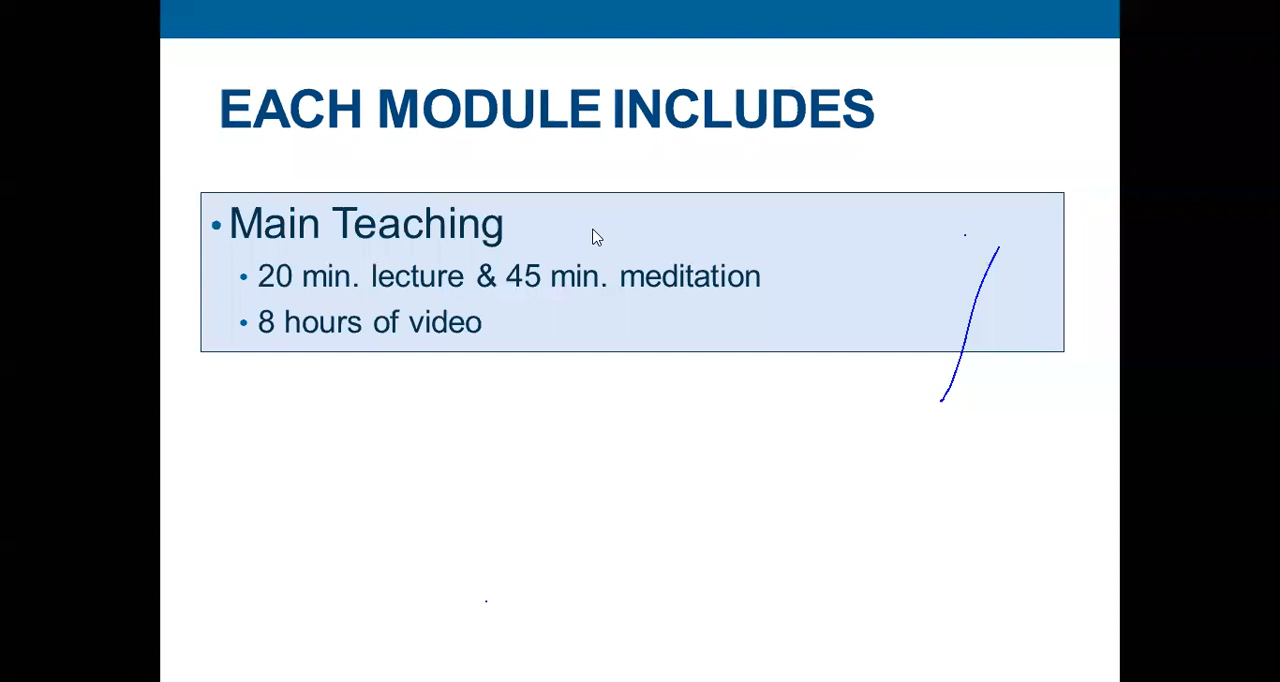 EACH MODULE INCLUDES
• Main Teaching
• 20 min. lecture & 45 min. meditation
• 8 hours of video